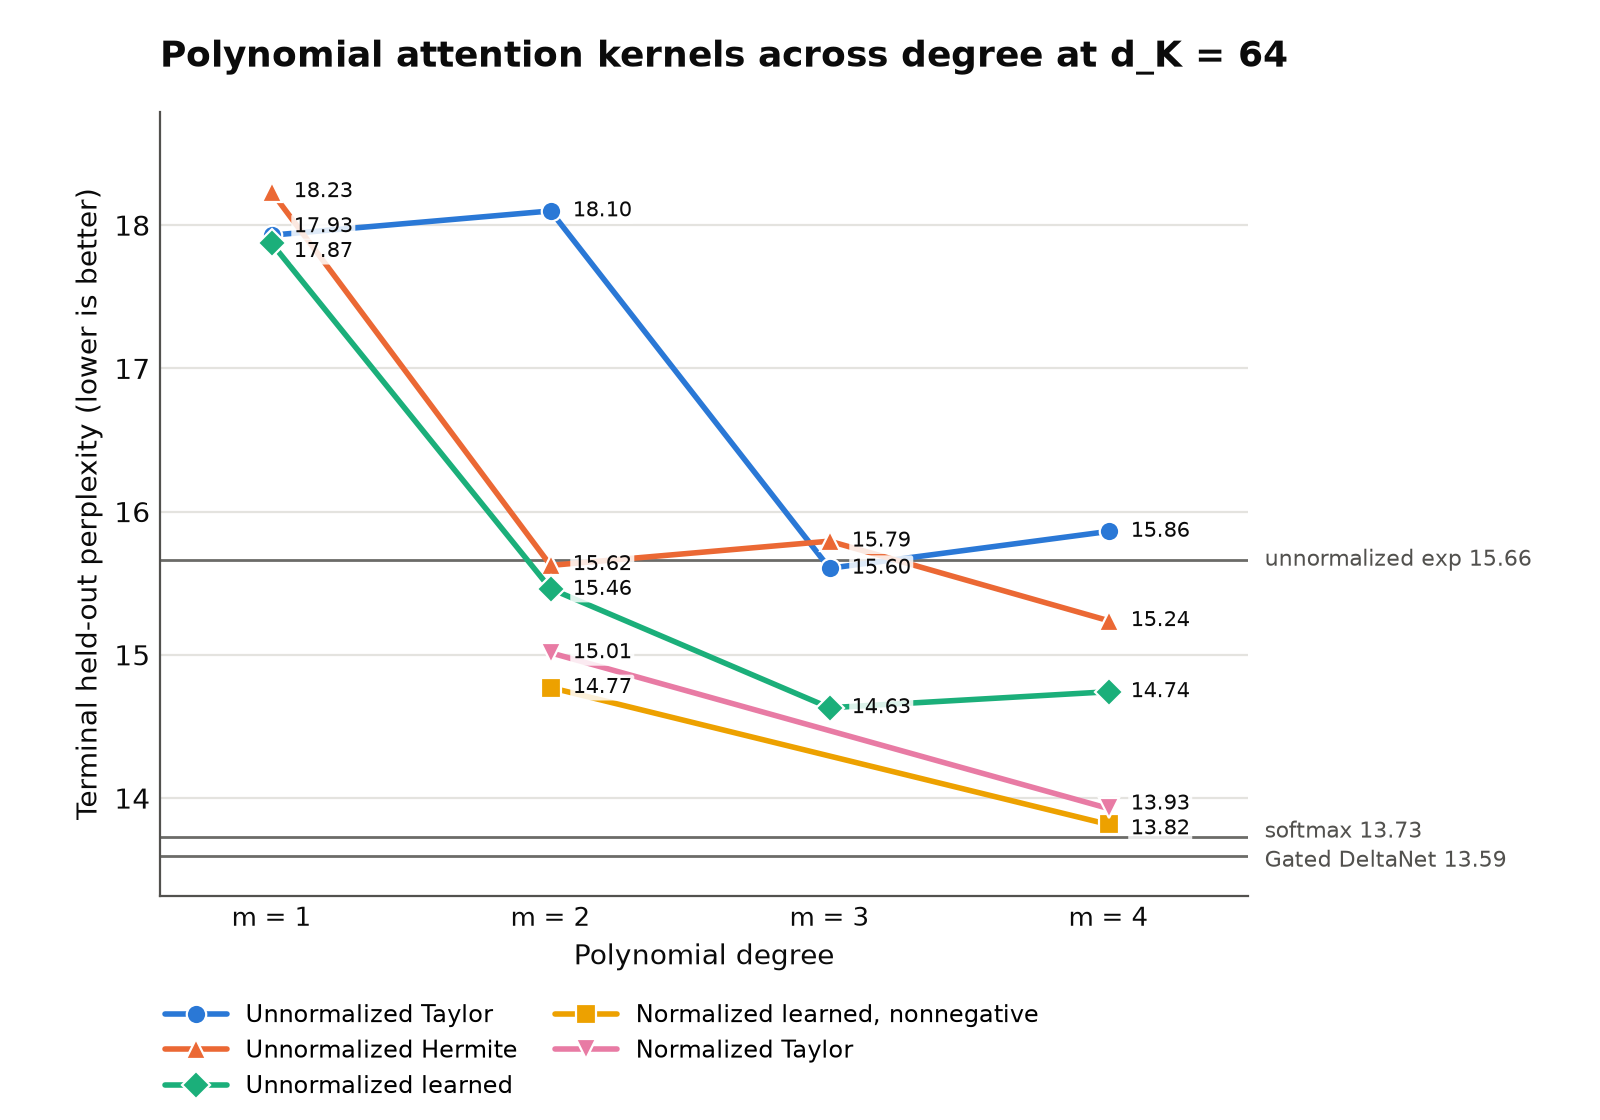 Polynomial attention kernels across degree at d_K = 64
Terminal held-out perplexity (lower is better)
18
17
16
15
14
18.23
17.93
17.87
18.10
15.62
15.46
15.01
14.77
15.79
15.60
14.63
15.86
15.24
14.74
13.93
13.82
unnormalized exp 15.66
softmax 13.73
Gated DeltaNet 13.59
m = 1
m = 2
m = 3
m = 4
Polynomial degree
Unnormalized Taylor
Unnormalized Hermite
Unnormalized learned
Normalized learned, nonnegative
Normalized Taylor